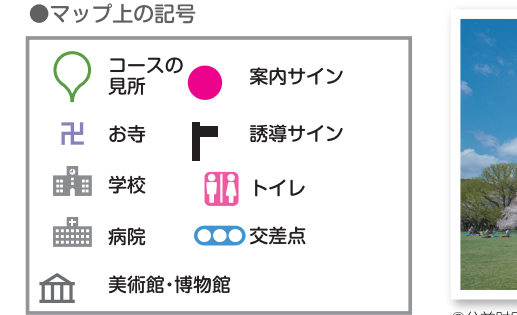 ●マップ上の記号
コースの
見所
案内サイン
お寺
誘導サイン
学校
トイレ
病院
交差点
美術館・博物館